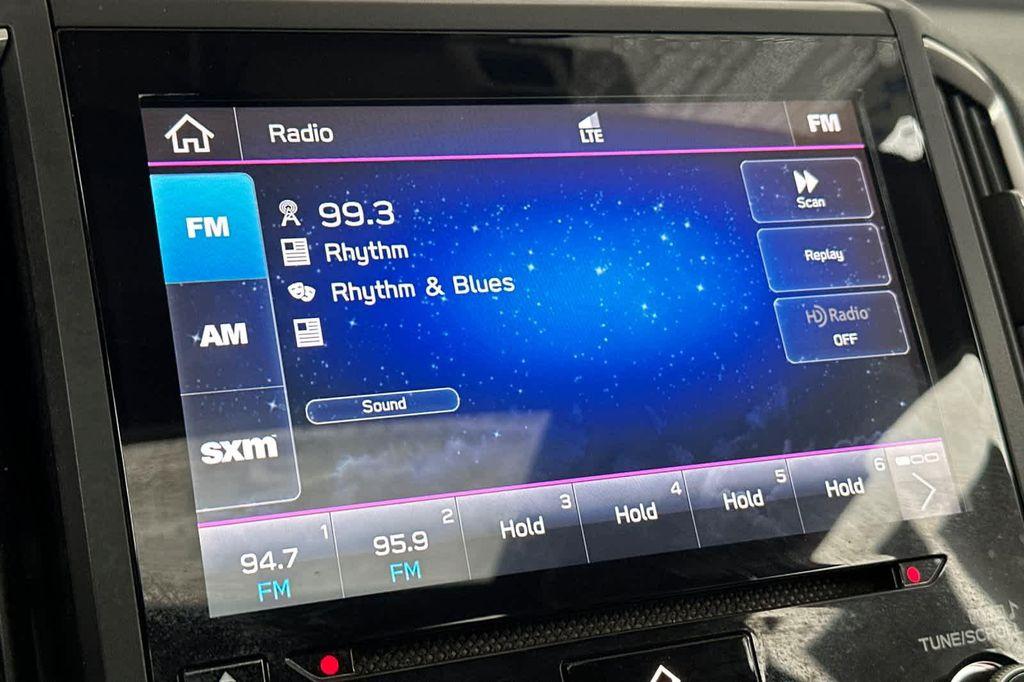 Radio
LTE
FM
FM
99.3
Scan
Rhythm
Replay
Rhythm & Blues
HD Radio
OFF
AM
Sound
sxm
1
94.7
FM
2
95.9
FM
3
Hold
4
Hold
5
Hold
6
Hold
TUNE/SCROLL